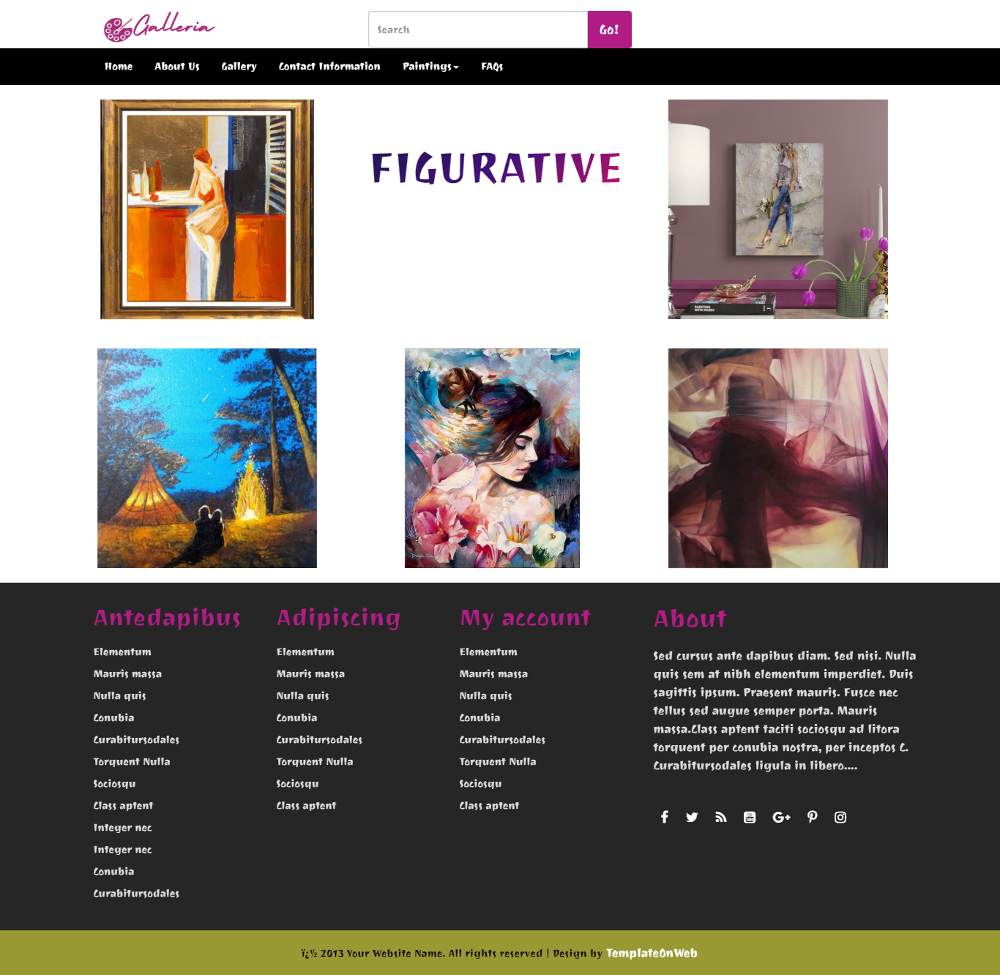 Galleria
Search
Go!
Home
About Us
Gallery
Contact Information
Paintings
FAQs
FIGURATIVE
PAINTING
WITH MUSIC
Antedapibus
Elementum
Mauris massa
Nulla quis
Conubia
Curabitursodales
Torquent Nulla
Sociosqu
Class aptent
Integer nec
Integer nec
Conubia
Curabitursodales
Adipiscing
Elementum
Mauris massa
Nulla quis
Conubia
Curabitursodales
Torquent Nulla
Sociosqu
Class aptent
My account
Elementum
Mauris massa
Nulla quis
Conubia
Curabitursodales
Torquent Nulla
Sociosqu
Class aptent
About
Sed cursus ante dapibus diam. Sed nisi. Nulla
quis sem at nibh elementum imperdiet. Duis
sagittis ipsum. Praesent mauris. Fusce nec
tellus sed augue semper porta. Mauris
massa.Class aptent taciti sociosqu ad litora
torquent per conubia nostra, per inceptos C.
Curabitursodales ligula in libero....
ï¿½ 2013 Your Website Name. All rights reserved | Design by TemplateOnWeb